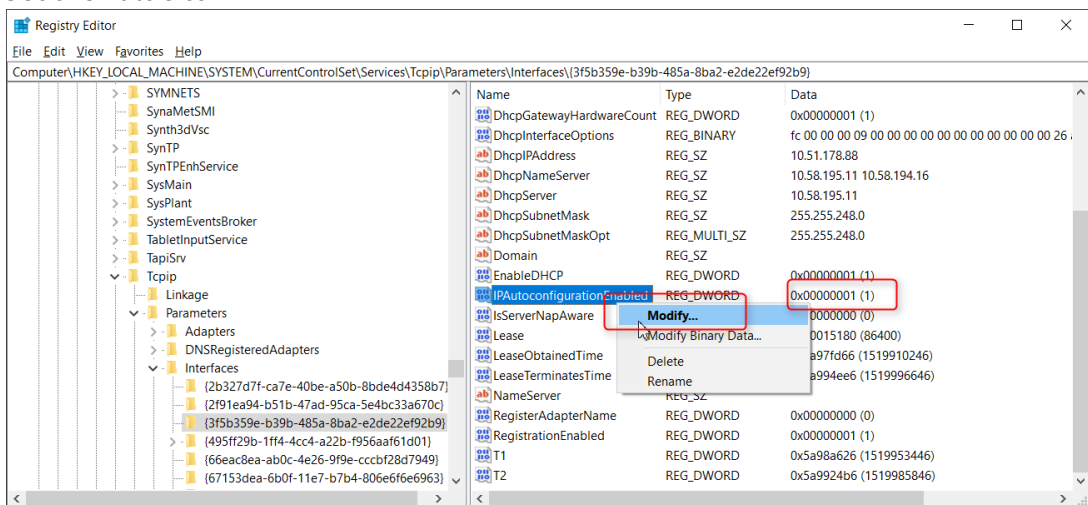 Registry Editor
File Edit View Favorites Help
Computer\HKEY_LOCAL_MACHINE\SYSTEM\CurrentControlSet\Services\Tcpip\Parameters\Interfaces\{3f5b359e-b39b-485a-8ba2-e2de22ef92b9}
SYMNETS
SynaMetSMI
Synth3dVsc
SynTP
SynTPEnhService
SysMain
SysPlant
SystemEventsBroker
TabletInputService
TapiSrv
Tcpip
Linkage
Parameters
Adapters
DNSRegisteredAdapters
Interfaces
{2b327d7f-ca7e-40be-a50b-8bde4d4358b7}
{2f91ea94-b51b-47ad-95ca-5e4bc33a670c}
{3f5b359e-b39b-485a-8ba2-e2de22ef92b9}
{495ff29b-1ff4-4cc4-a22b-f956aaf61d01}
{66eac8ea-ab0c-4e26-9f9e-cccbf28d7949}
{67153dea-6b0f-11e7-b7b4-806e6f6e6963}
Name Type Data
DhcpGatewayHardwareCount REG_DWORD 0x00000001 (1)
DhcpInterfaceOptions REG_BINARY fc 00 00 00 09 00 00 00 00 00 00 00 00 00 00 00 26
DhcpIPAddress REG_SZ 10.51.178.88
DhcpNameServer REG_SZ 10.58.195.11 10.58.194.16
DhcpServer REG_SZ 10.58.195.11
DhcpSubnetMask REG_SZ 255.255.248.0
DhcpSubnetMaskOpt REG_MULTI_SZ 255.255.248.0
Domain REG_SZ
EnableDHCP REG_DWORD 0x00000001 (1)
IPAutoconfigurationEnabled REG_DWORD 0x00000001 (1)
IsServerNapAware 0000000 (0)
Lease 0015180 (86400)
LeaseObtainedTime a97fd66 (1519910246)
LeaseTerminatesTime a994ee6 (1519996646)
NameServer REG_SZ
RegisterAdapterName REG_DWORD 0x00000000 (0)
RegistrationEnabled REG_DWORD 0x00000001 (1)
T1 REG_DWORD 0x5a98a626 (1519953446)
T2 REG_DWORD 0x5a9924b6 (1519985846)
Modify...
Modify Binary Data...
Delete
Rename